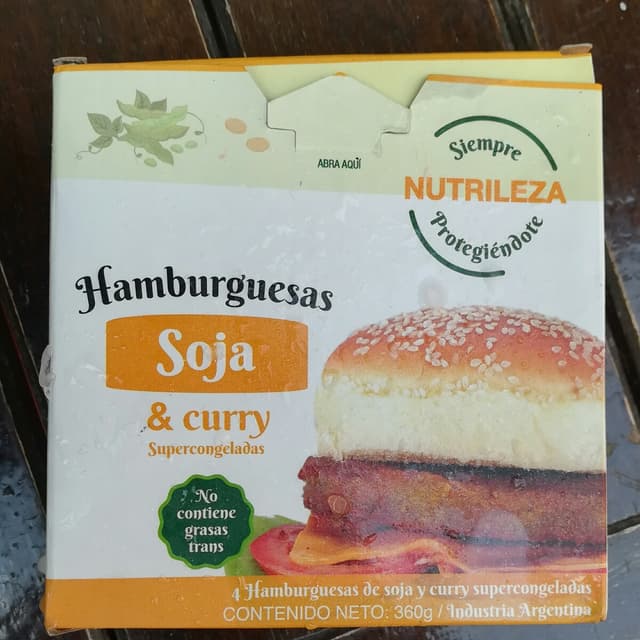 ABRA AQUÍ
Siempre
NUTRILEZA
Protegiéndote
Hamburguesas
Soja
& curry
Supercongeladas
No
contiene
grasas
trans
4 Hamburguesas de soja y curry supercongeladas
CONTENIDO NETO: 360g / Industria Argentina